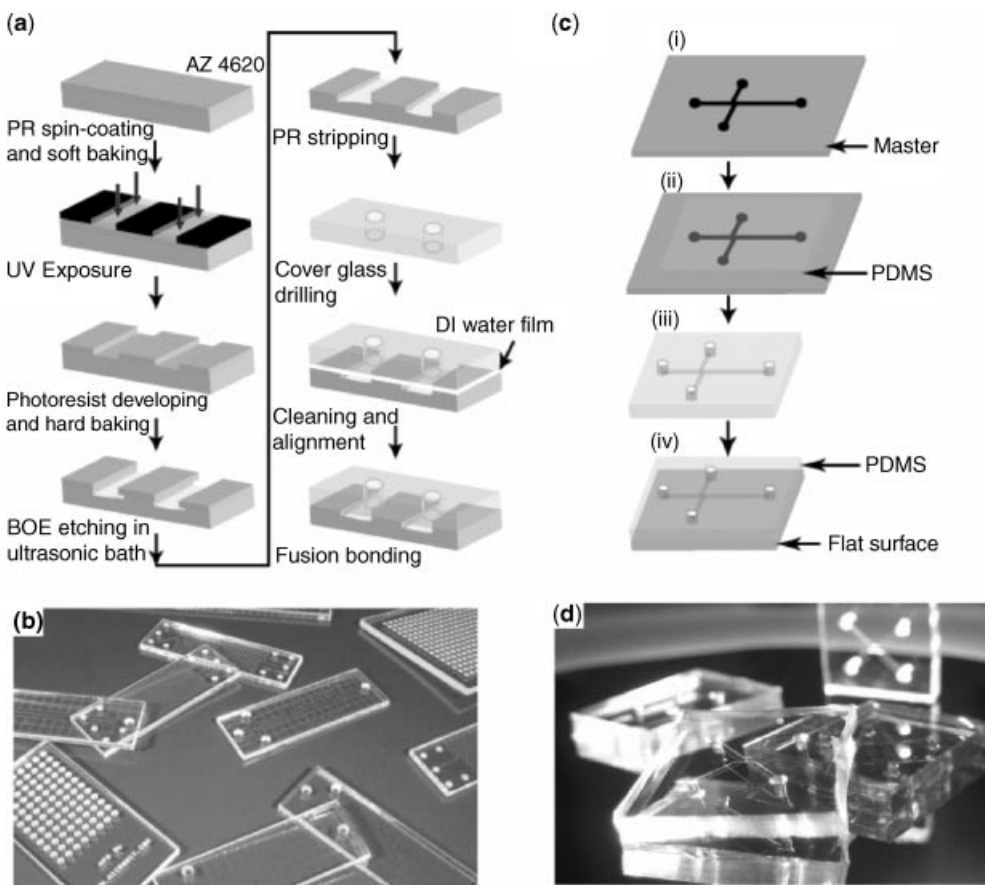 (a)
AZ 4620
PR spin-coating
and soft baking
UV Exposure
Photoresist developing
and hard baking
BOE etching in
ultrasonic bath
PR stripping
Cover glass
drilling
DI water film
Cleaning and
alignment
Fusion bonding
(c)
(i)
Master
(ii)
PDMS
(iii)
(iv)
PDMS
Flat surface
(b)
(d)